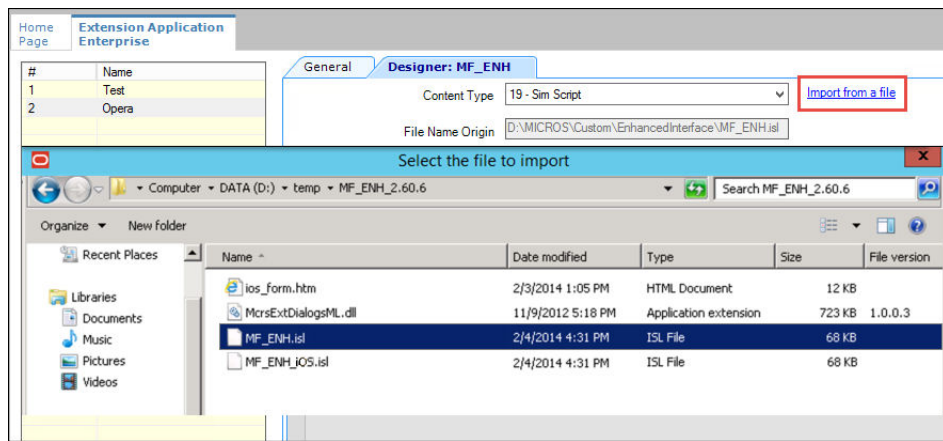 Home Page
Extension Application Enterprise
# Name
1 Test
2 Opera
General Designer: MF_ENH
Content Type 19 - Sim Script Import from a file
File Name Origin D:\MICROS\Custom\EnhancedInterface\MF_ENH.isl
Select the file to import
Computer DATA (D:) temp MF_ENH_2.60.6 Search MF_ENH_2.60.6
Organize New folder
Recent Places
Libraries
Documents
Music
Pictures
Videos
Name Date modified Type Size File version
ios_form.htm 2/3/2014 1:05 PM HTML Document 12 KB
McrsExtDialogsML.dll 11/9/2012 5:18 PM Application extension 723 KB 1.0.0.3
MF_ENH.isl 2/4/2014 4:31 PM ISL File 68 KB
MF_ENH_iOS.isl 2/4/2014 4:31 PM ISL File 68 KB